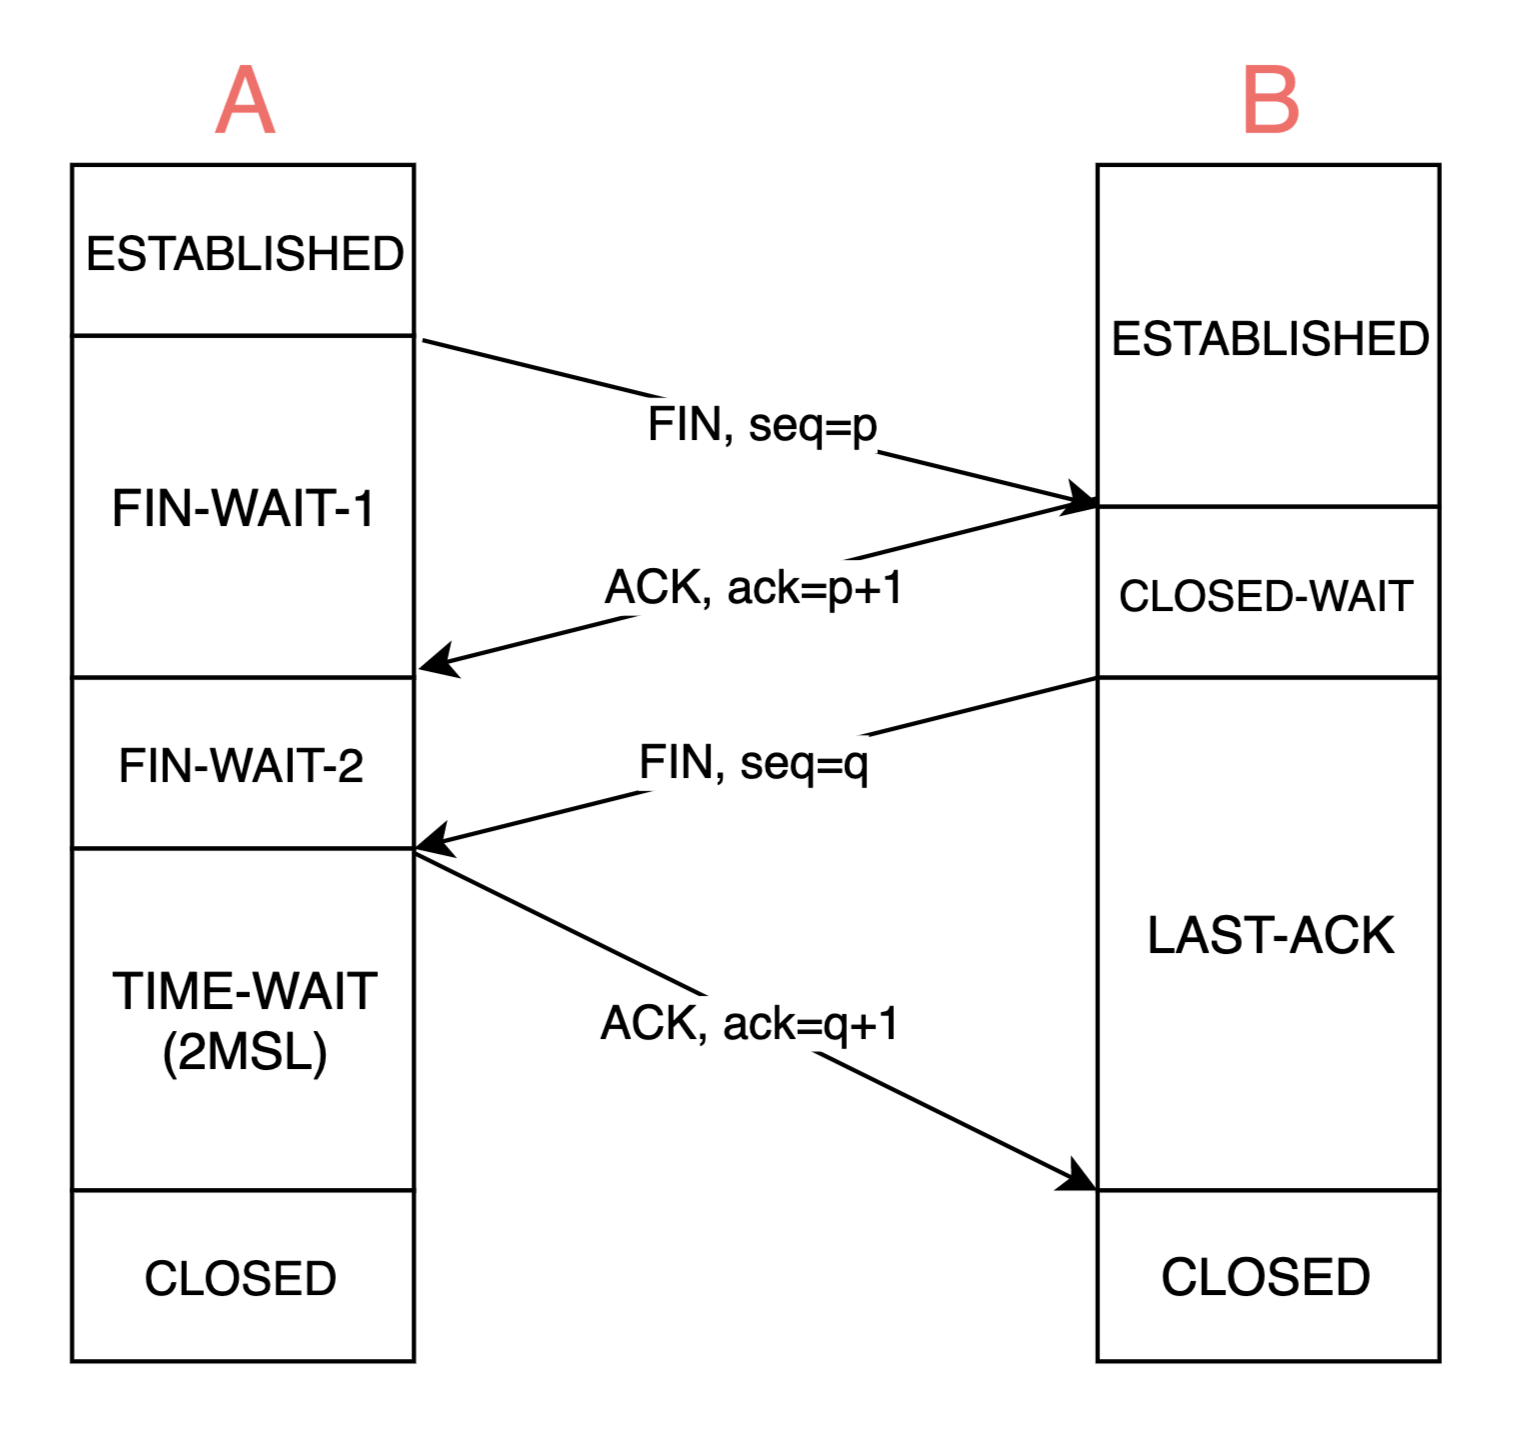 A
B
ESTABLISHED
ESTABLISHED
FIN, seq=p
FIN-WAIT-1
ACK, ack=p+1
CLOSED-WAIT
FIN-WAIT-2
FIN, seq=q
LAST-ACK
TIME-WAIT
(2MSL)
ACK, ack=q+1
CLOSED
CLOSED